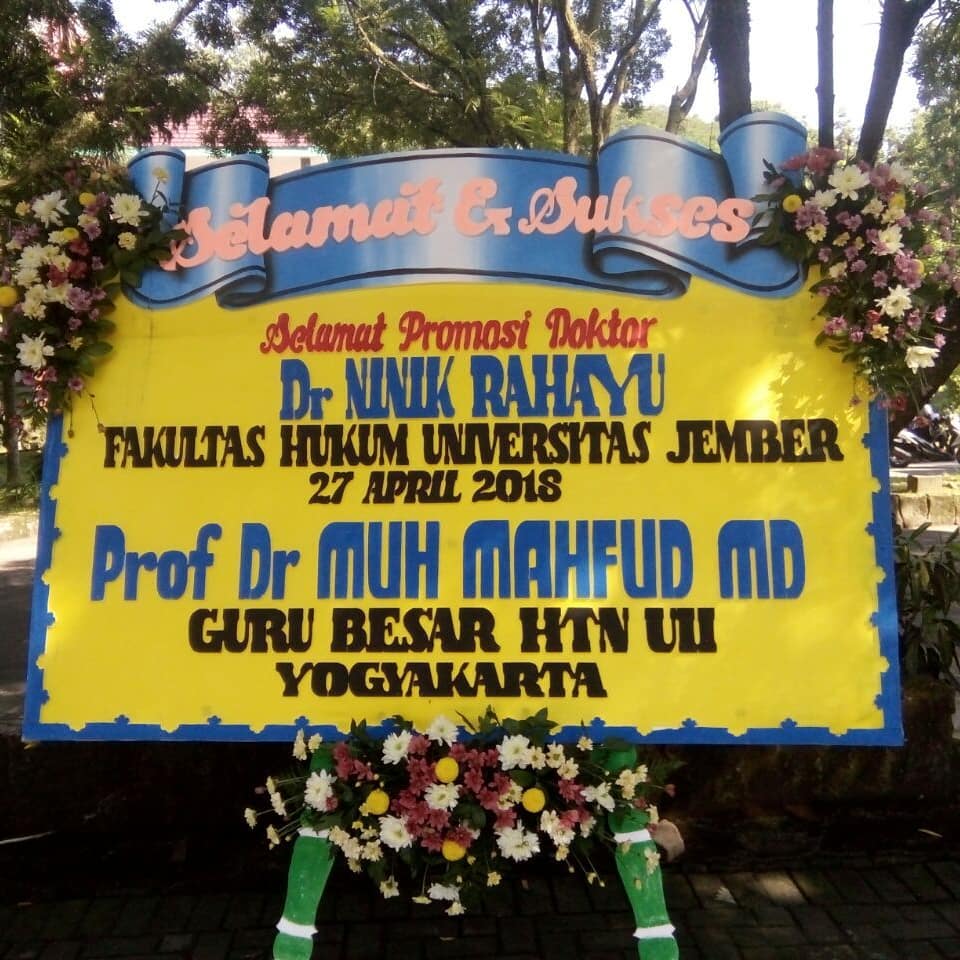 Selamat & Sukses
Selamat Promosi Doktor
Dr NINIK RAHAYU
FAKULTAS HUKUM UNIVERSITAS JEMBER
27 APRIL 2018
Prof Dr MUH MAHFUD MD
GURU BESAR HTN UII
YOGYAKARTA